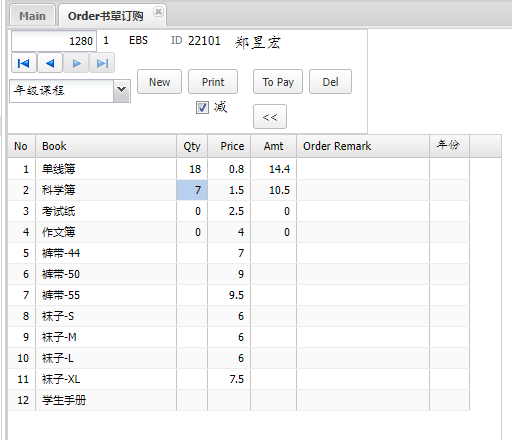 Main Order书單订购
1280 1 EBS ID 22101 郑昱宏
年级课程 New Print To Pay Del
减 <<
No Book Qty Price Amt Order Remark 年份
1 单线簿 18 0.8 14.4
2 科学簿 7 1.5 10.5
3 考试纸 0 2.5 0
4 作文簿 0 4 0
5 裤带-44 7
6 裤带-50 9
7 裤带-55 9.5
8 袜子-S 6
9 袜子-M 6
10 袜子-L 6
11 袜子-XL 7.5
12 学生手册